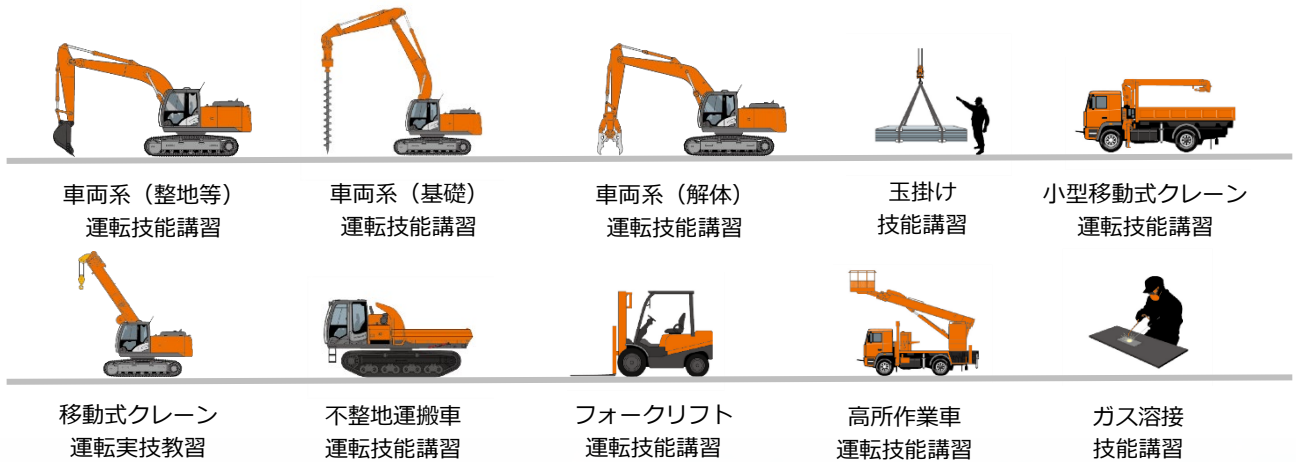 車両系（整地等）
運転技能講習
車両系（基礎）
運転技能講習
車両系（解体）
運転技能講習
玉掛け
技能講習
小型移動式クレーン
運転技能講習
移動式クレーン
運転実技教習
不整地運搬車
運転技能講習
フォークリフト
運転技能講習
高所作業車
運転技能講習
ガス溶接
技能講習